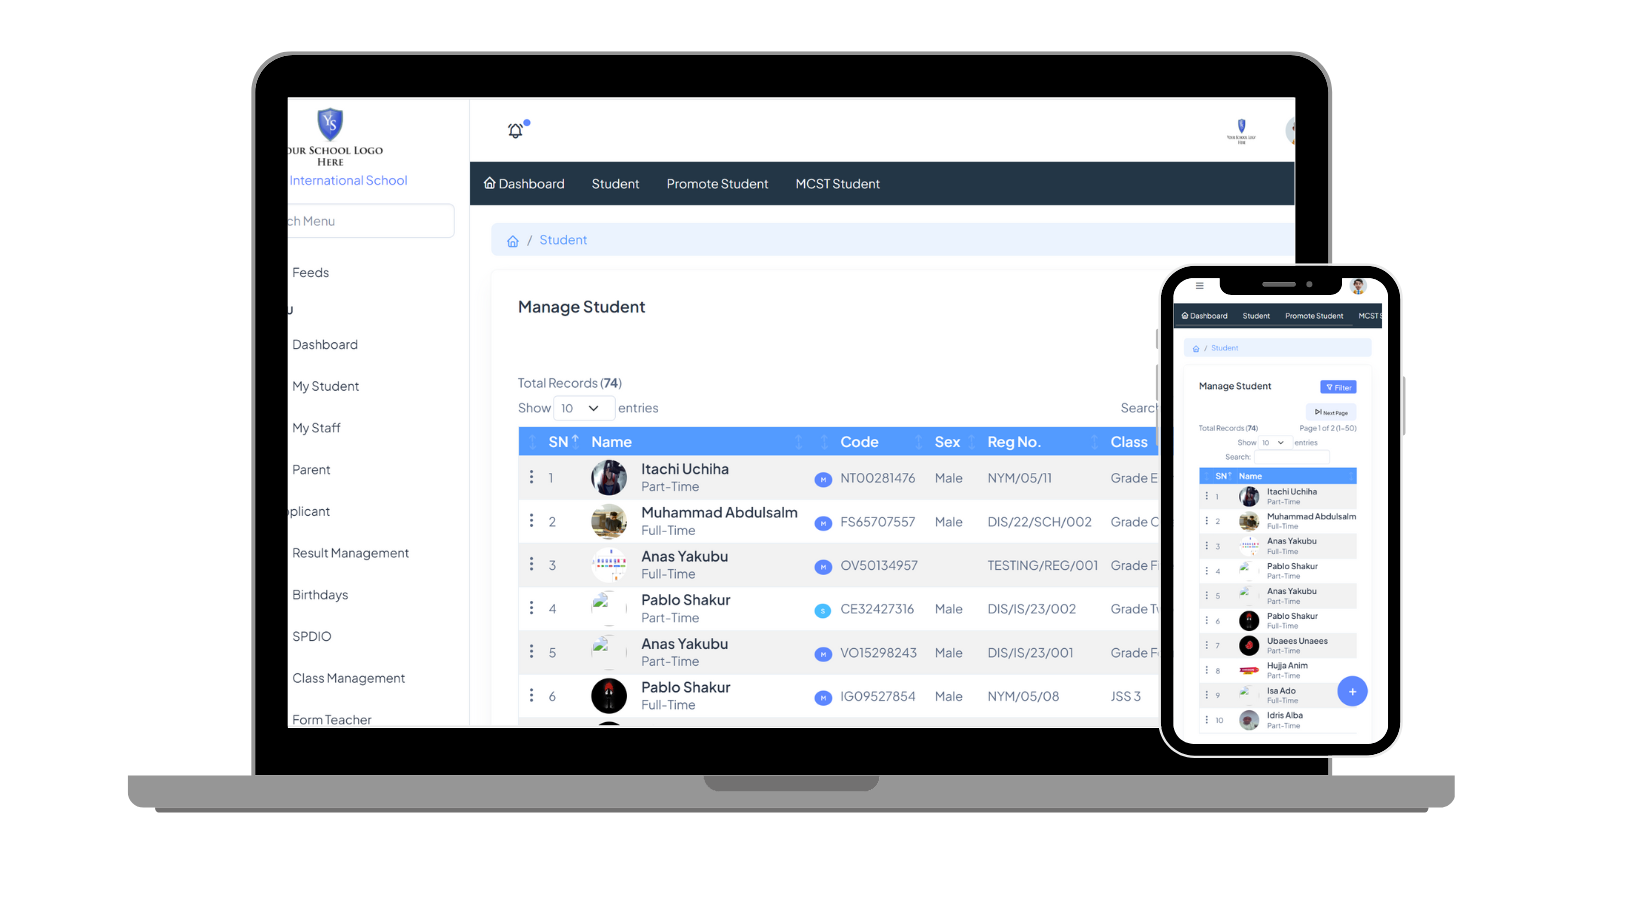 YS
OUR SCHOOL LOGO
HERE
International School
ch Menu
Feeds
U
Dashboard
My Student
My Staff
Parent
plicant
Result Management
Birthdays
SPDIO
Class Management
Form Teacher
YOUR SCHOOL LOGO
HERE
Dashboard Student Promote Student MCST Student
/ Student
Manage Student
Total Records (74)
Show 10 entries
Search
SN Name Code Sex Reg No. Class
1 Itachi Uchiha M NT00281476 Male NYM/05/11 Grade E
Part-Time
2 Muhammad Abdulsalm M FS65707557 Male DIS/22/SCH/002 Grade O
Full-Time
3 Anas Yakubu M OV50134957 TESTING/REG/001 Grade F
Full-Time
4 Pablo Shakur S CE32427316 Male DIS/IS/23/002 Grade Tw
Part-Time
5 Anas Yakubu M VO15298243 Male DIS/IS/23/001 Grade Fo
Part-Time
6 Pablo Shakur M IG09527854 Male NYM/05/08 JSS 3
Full-Time
Dashboard Student Promote Student MCST S
/ Student
Manage Student
Filter
Next Page
Total Records (74) Page 1 of 2 (1-50)
Show 10 entries
Search:
SN Name
1 Itachi Uchiha
Part-Time
2 Muhammad Abdulsalm
Full-Time
3 Anas Yakubu
Full-Time
4 Pablo Shakur
Part-Time
5 Anas Yakubu
Part-Time
6 Pablo Shakur
Full-Time
7 Ubaees Unaees
Part-Time
8 Hujja Anim
Part-Time
9 Isa Ado
Full-Time
10 Idris Alba
Part-Time
+